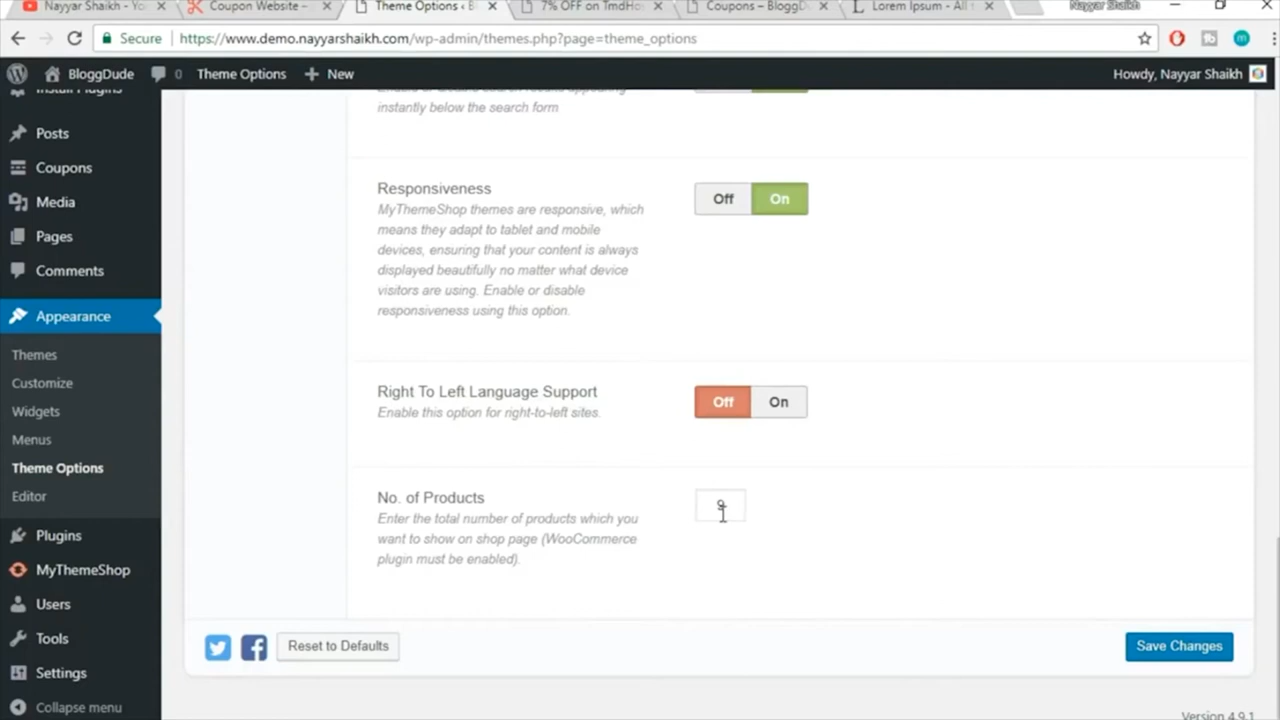 Nayyar Shaikh - Yo
Coupon Website –
Theme Options ‹ B
7% OFF on TmdHo
Coupons – BloggD
Lorem Ipsum - All
Nayyar Shaikh
Secure
https://www.demo.nayyarshaikh.com/wp-admin/themes.php?page=theme_options
BloggDude
0
Theme Options
New
Howdy, Nayyar Shaikh
Install Plugins
Posts
Coupons
Media
Pages
Comments
Appearance
Themes
Customize
Widgets
Menus
Theme Options
Editor
Plugins
MyThemeShop
Users
Tools
Settings
Collapse menu
instantly below the search form
Responsiveness
Off On
MyThemeShop themes are responsive, which
means they adapt to tablet and mobile
devices, ensuring that your content is always
displayed beautifully no matter what device
visitors are using. Enable or disable
responsiveness using this option.
Right To Left Language Support
Off On
Enable this option for right-to-left sites.
No. of Products
9
Enter the total number of products which you
want to show on shop page (WooCommerce
plugin must be enabled).
Reset to Defaults
Save Changes
Version 4.9.1